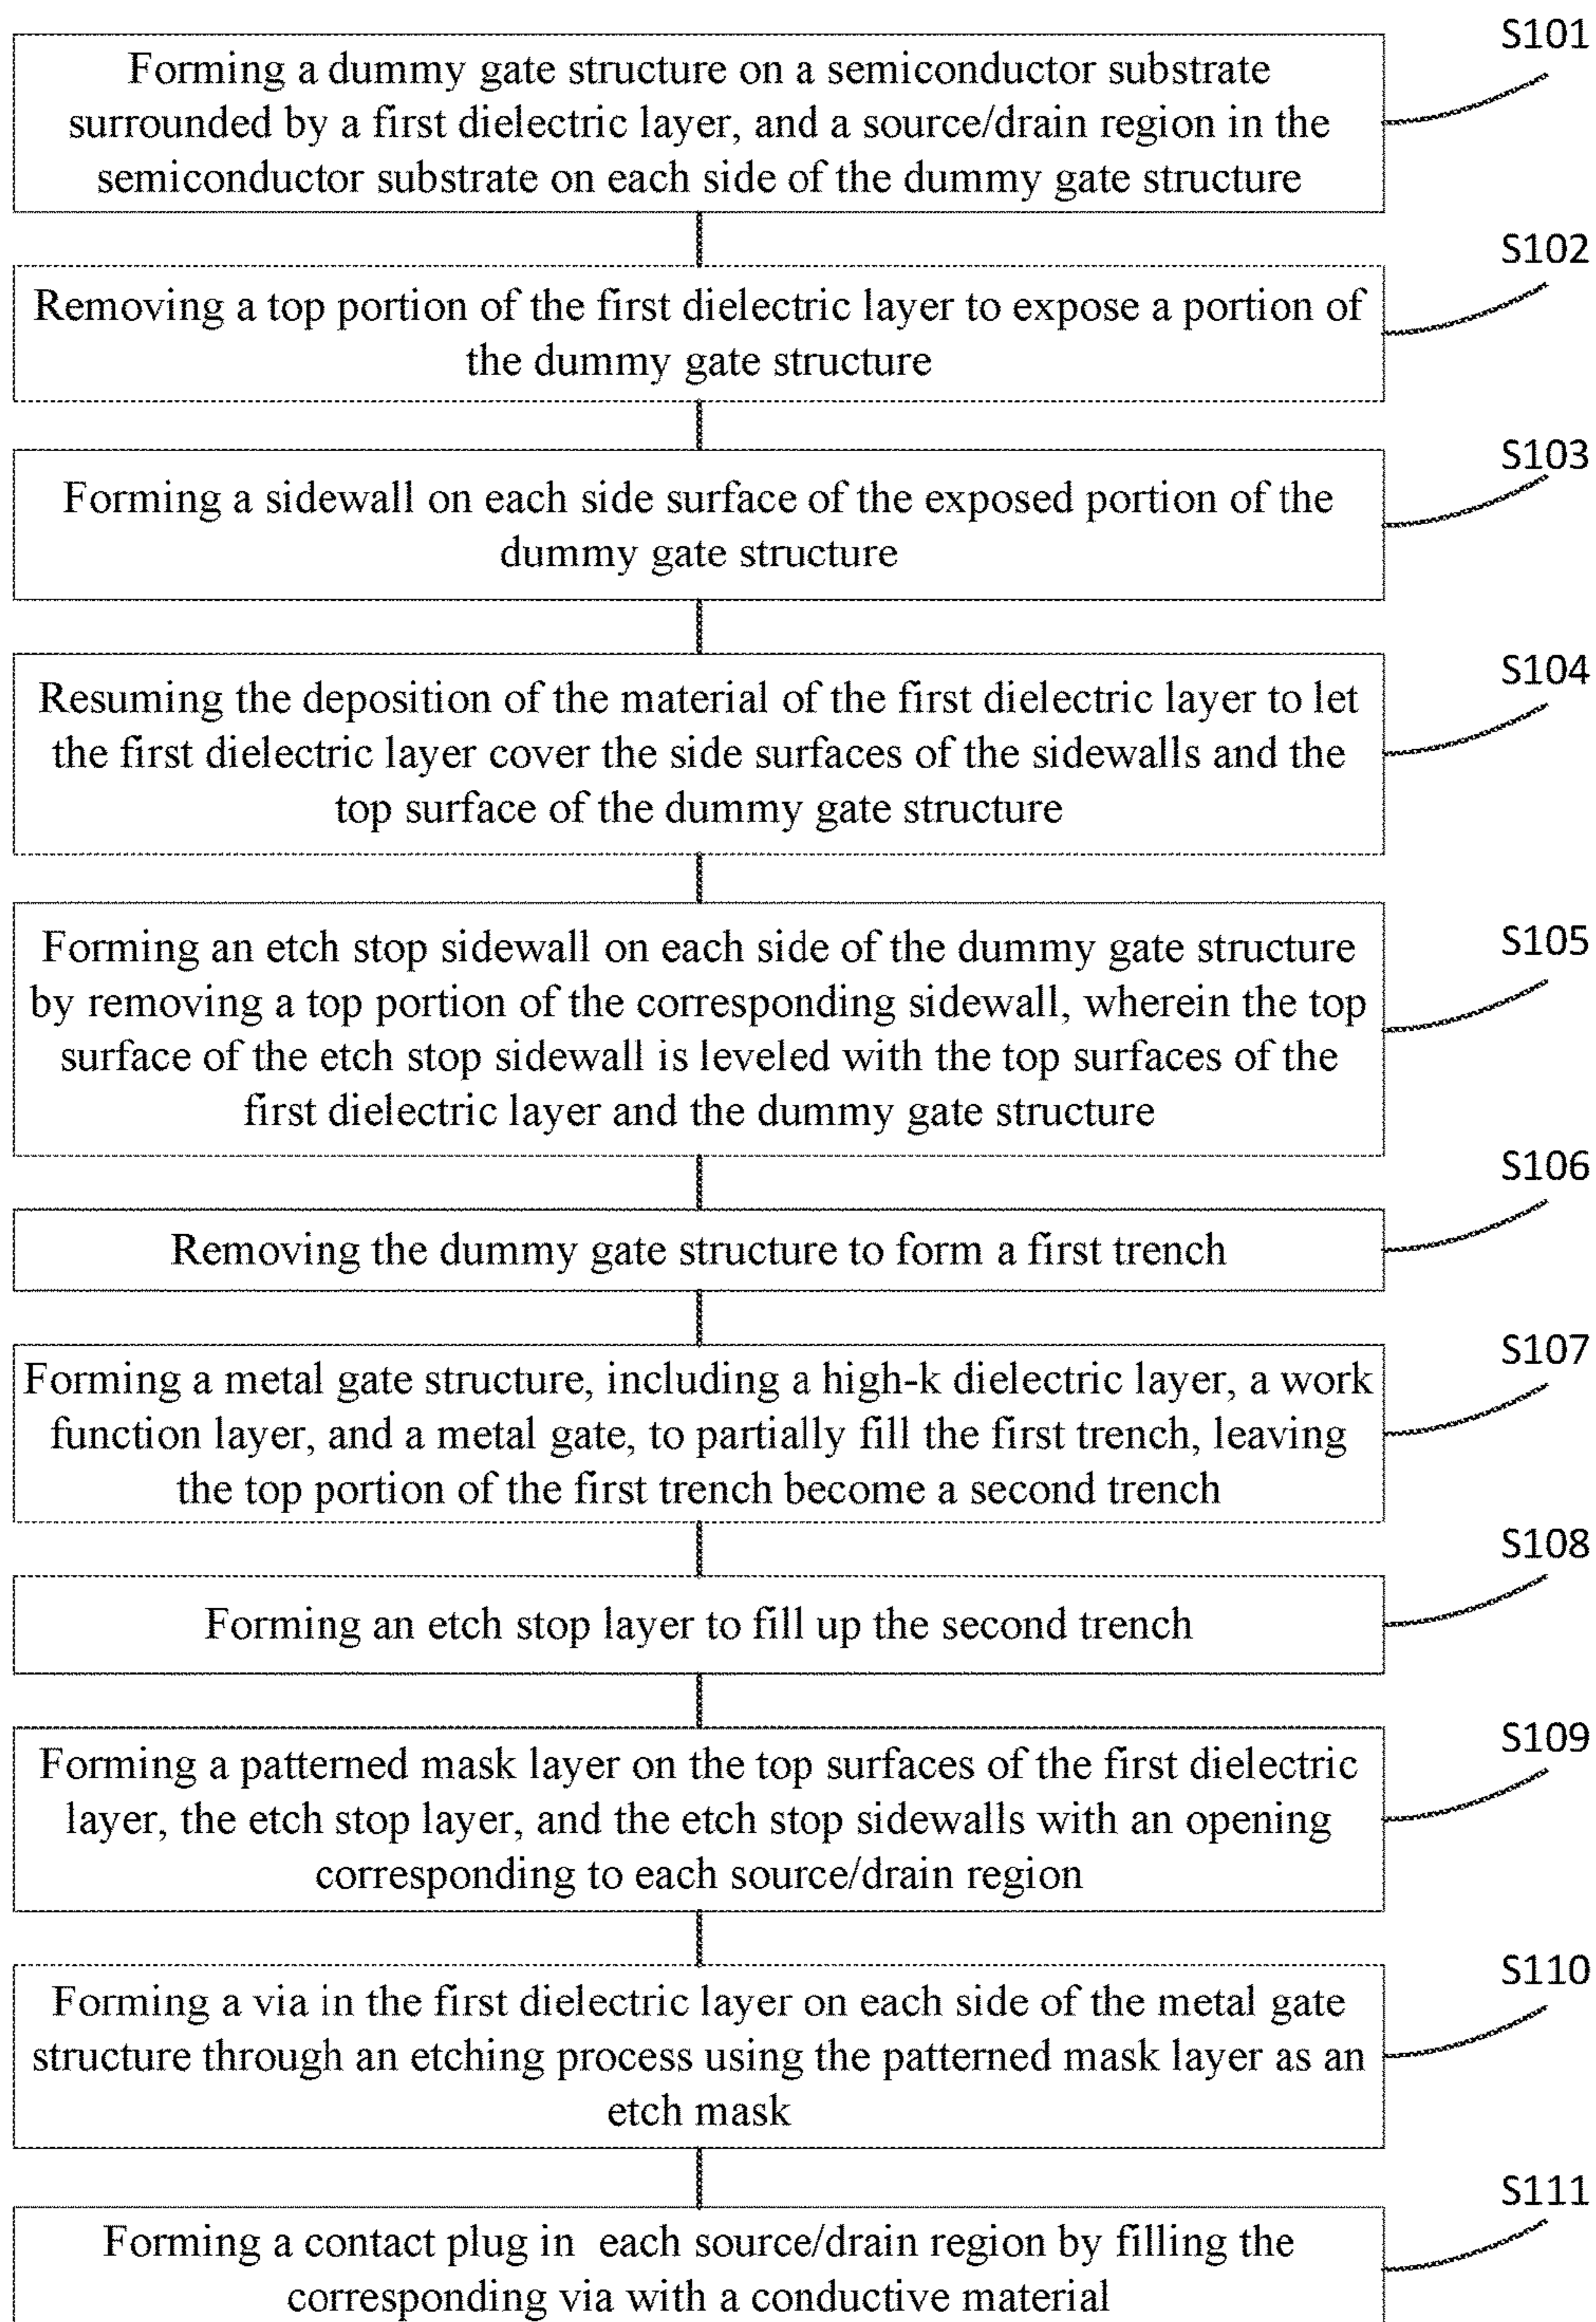 S101
Forming a dummy gate structure on a semiconductor substrate
surrounded by a first dielectric layer, and a source/drain region in the
semiconductor substrate on each side of the dummy gate structure
S102
Removing a top portion of the first dielectric layer to expose a portion of
the dummy gate structure
S103
Forming a sidewall on each side surface of the exposed portion of the
dummy gate structure
S104
Resuming the deposition of the material of the first dielectric layer to let
the first dielectric layer cover the side surfaces of the sidewalls and the
top surface of the dummy gate structure
S105
Forming an etch stop sidewall on each side of the dummy gate structure
by removing a top portion of the corresponding sidewall, wherein the top
surface of the etch stop sidewall is leveled with the top surfaces of the
first dielectric layer and the dummy gate structure
S106
Removing the dummy gate structure to form a first trench
S107
Forming a metal gate structure, including a high-k dielectric layer, a work
function layer, and a metal gate, to partially fill the first trench, leaving
the top portion of the first trench become a second trench
S108
Forming an etch stop layer to fill up the second trench
S109
Forming a patterned mask layer on the top surfaces of the first dielectric
layer, the etch stop layer, and the etch stop sidewalls with an opening
corresponding to each source/drain region
S110
Forming a via in the first dielectric layer on each side of the metal gate
structure through an etching process using the patterned mask layer as an
etch mask
S111
Forming a contact plug in each source/drain region by filling the
corresponding via with a conductive material